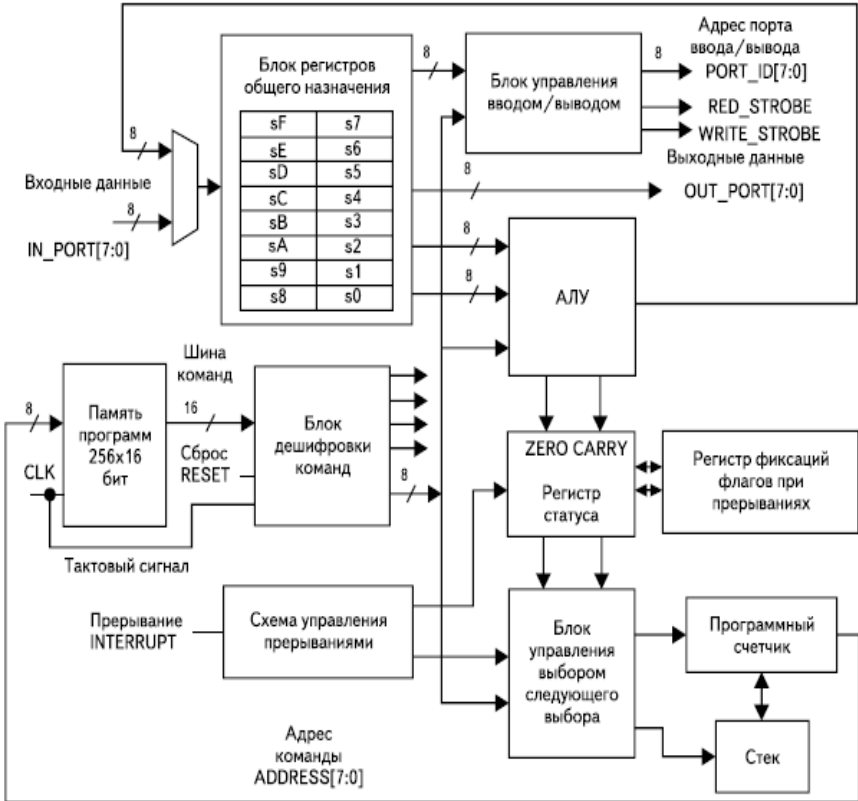 Адрес порта
ввода/вывода
8
PORT_ID[7:0]
RED_STROBE
WRITE_STROBE
Выходные данные
8
OUT_PORT[7:0]
8
Блок управления
вводом/выводом
Блок регистров
общего назначения
sF s7
sE s6
sD s5
sC s4
sB s3
sA s2
s9 s1
s8 s0
8
Входные данные
8
IN_PORT[7:0]
8
8
АЛУ
Шина
команд
8
Память
программ
256x16
бит
16
Блок
дешифровки
команд
Сброс
RESET
8
CLK
Тактовый сигнал
ZERO CARRY
Регистр
статуса
Регистр фиксаций
флагов при
прерываниях
Прерывание
INTERRUPT
Схема управления
прерываниями
Блок
управления
выбором
следующего
выбора
Программный
счетчик
Стек
Адрес
команды
ADDRESS[7:0]